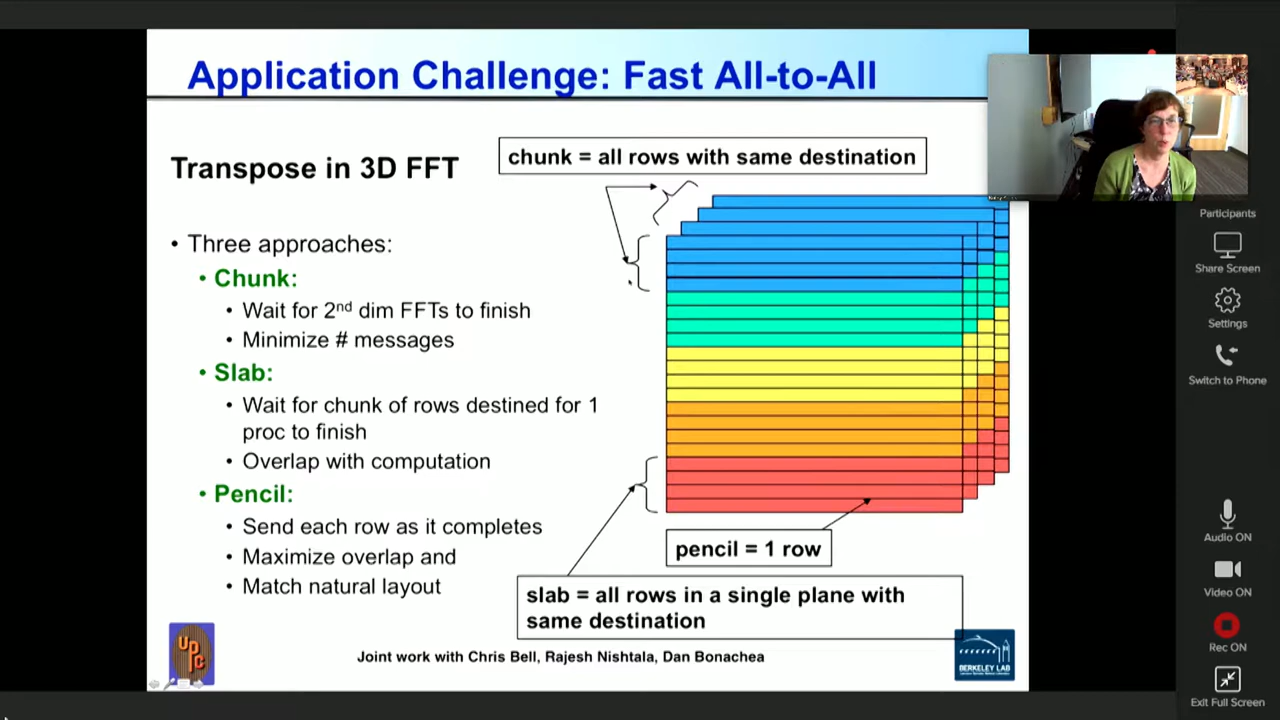 Application Challenge: Fast All-to-All
Transpose in 3D FFT
chunk = all rows with same destination
• Three approaches:
• Chunk:
• Wait for 2nd dim FFTs to finish
• Minimize # messages
• Slab:
• Wait for chunk of rows destined for 1
proc to finish
• Overlap with computation
• Pencil:
• Send each row as it completes
• Maximize overlap and
• Match natural layout
pencil = 1 row
slab = all rows in a single plane with
same destination
Joint work with Chris Bell, Rajesh Nishtala, Dan Bonachea
UPC
BERKELEY LAB
Participants
Share Screen
Settings
Switch to Phone
Audio ON
Video ON
Rec ON
Exit Full Screen